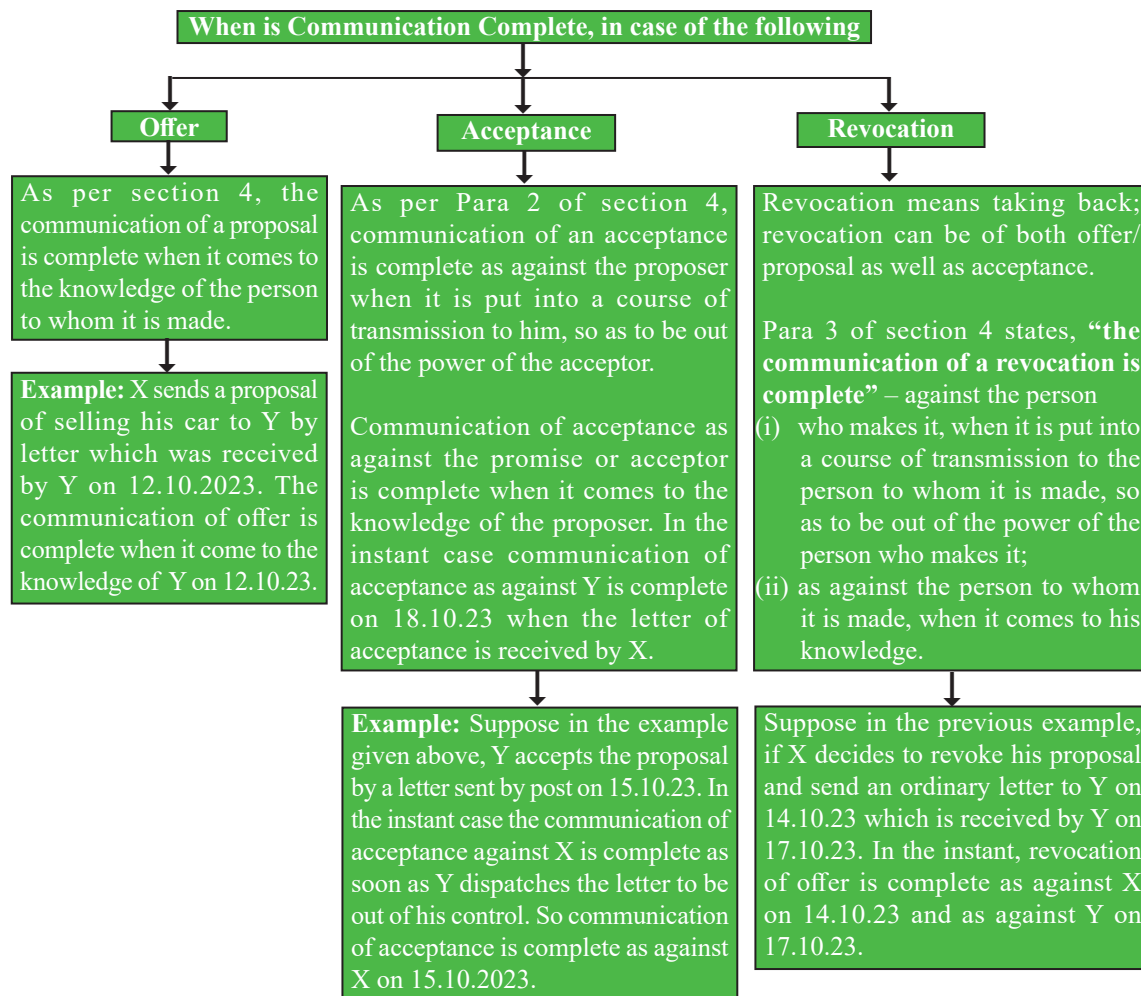 When is Communication Complete, in case of the following
Offer
As per section 4, the
communication of a proposal
is complete when it comes to
the knowledge of the person
to whom it is made.
Example: X sends a proposal
of selling his car to Y by
letter which was received
by Y on 12.10.2023. The
communication of offer is
complete when it come to the
knowledge of Y on 12.10.23.
Acceptance
As per Para 2 of section 4,
communication of an acceptance
is complete as against the proposer
when it is put into a course of
transmission to him, so as to be out
of the power of the acceptor.
Communication of acceptance as
against the promise or acceptor
is complete when it comes to the
knowledge of the proposer. In the
instant case communication of
acceptance as against Y is complete
on 18.10.23 when the letter of
acceptance is received by X.
Example: Suppose in the example
given above, Y accepts the proposal
by a letter sent by post on 15.10.23. In
the instant case the communication of
acceptance against X is complete as
soon as Y dispatches the letter to be
out of his control. So communication
of acceptance is complete as against
X on 15.10.2023.
Revocation
Revocation means taking back;
revocation can be of both offer/
proposal as well as acceptance.
Para 3 of section 4 states, “the
communication of a revocation is
complete” – against the person
(i) who makes it, when it is put into
a course of transmission to the
person to whom it is made, so
as to be out of the power of the
person who makes it;
(ii) as against the person to whom
it is made, when it comes to his
knowledge.
Suppose in the previous example,
if X decides to revoke his proposal
and send an ordinary letter to Y on
14.10.23 which is received by Y on
17.10.23. In the instant, revocation
of offer is complete as against X
on 14.10.23 and as against Y on
17.10.23.